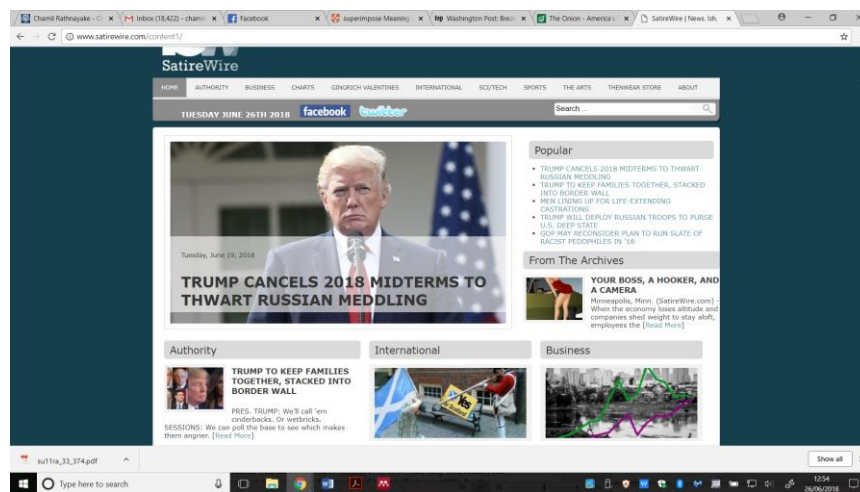 Chamil Rathnayake - C
Inbox (18,422) - chamil
Facebook
superimpose Meaning
Washington Post: Break
The Onion - America's
SatireWire | News. Ish.
www.satirewire.com/content1/
SatireWire
HOME AUTHORITY BUSINESS CHARTS GINGRICH VALENTINES INTERNATIONAL SCI/TECH SPORTS THE ARTS THENWEAR STORE ABOUT
TUESDAY JUNE 26TH 2018 facebook twitter Search ...
Tuesday, June 19, 2018
TRUMP CANCELS 2018 MIDTERMS TO
THWART RUSSIAN MEDDLING
Popular
TRUMP CANCELS 2018 MIDTERMS TO THWART
RUSSIAN MEDDLING
TRUMP TO KEEP FAMILIES TOGETHER, STACKED
INTO BORDER WALL
MEN LINING UP FOR LIFE-EXTENDING
CASTRATIONS
TRUMP WILL DEPLOY RUSSIAN TROOPS TO PURGE
U.S. DEEP STATE
GOP MAY RECONSIDER PLAN TO RUN SLATE OF
RACIST PEDOPHILES IN '18
From The Archives
YOUR BOSS, A HOOKER, AND
A CAMERA
Minneapolis, Minn. (SatireWire.com) -
When the economy loses altitude and
companies shed weight to stay aloft,
employees the [Read More]
Authority
TRUMP TO KEEP FAMILIES
TOGETHER, STACKED INTO
BORDER WALL
PRES. TRUMP: We'll call 'em
cinderbacks. Or wetbricks.
SESSIONS: We can poll the base to see which makes
them angrier. [Read More]
International
Yes
Business
su11ra_33_374.pdf
Show all
Type here to search
12:54
26/06/2018